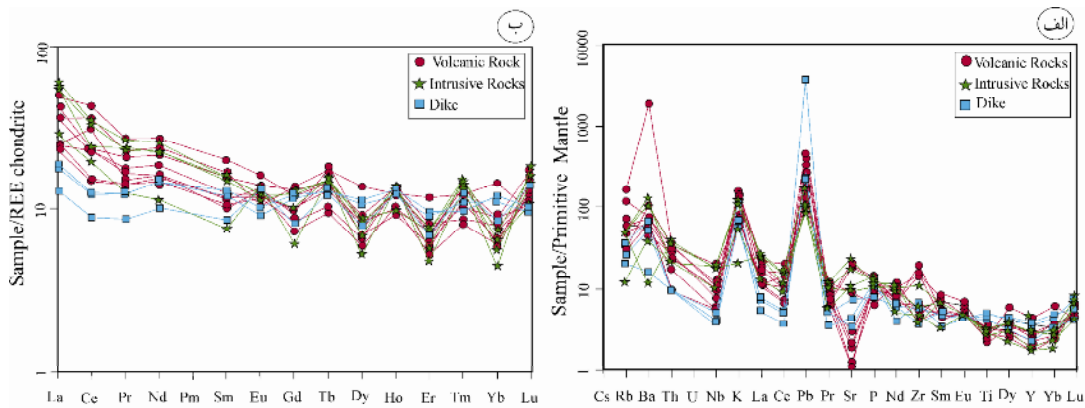 ب
100
10
1
Sample/REE chondrite
Volcanic Rock
Intrusive Rocks
Dike
La Ce Pr Nd Pm Sm Eu Gd Tb Dy Ho Er Tm Yb Lu
الف
10000
1000
100
10
1
Sample/Primitive Mantle
Volcanic Rocks
Intrusive Rocks
Dike
Cs Rb Ba Th U Nb K La Ce Pb Pr Sr P Nd Zr Sm Eu Ti Dy Y Yb Lu